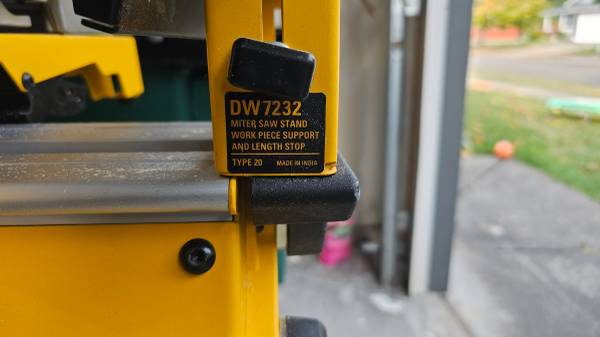 DW7232
MITER SAW STAND
WORK PIECE SUPPORT
AND LENGTH STOP
TYPE 20 MADE IN INDIA